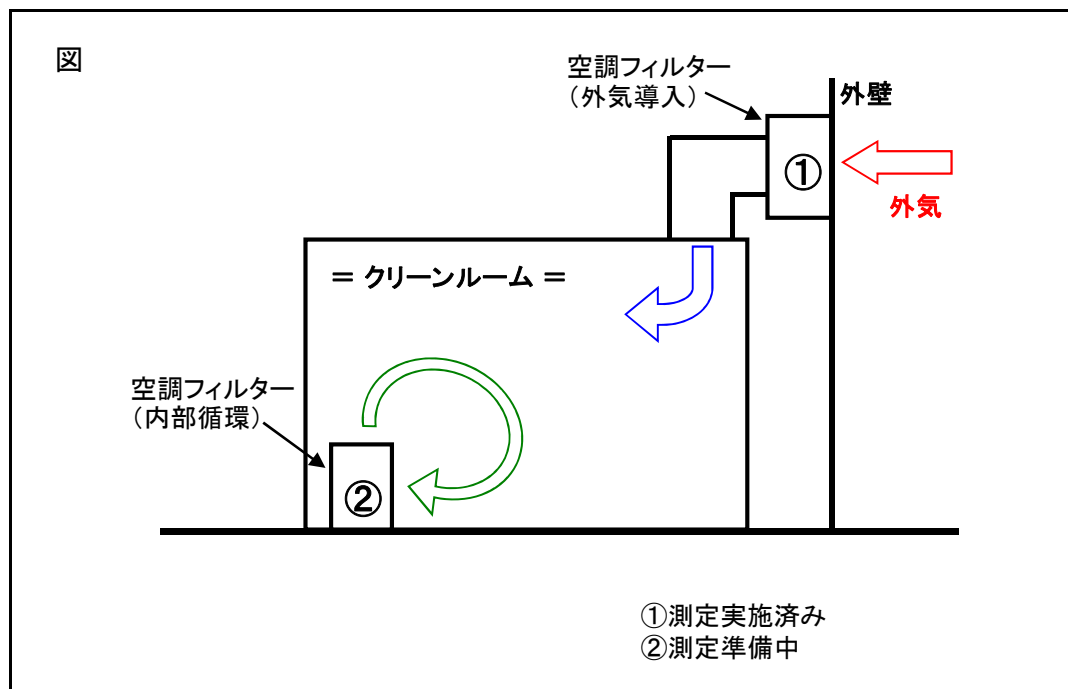 図
空調フィルター
（外気導入）
外壁
①
外気
＝ クリーンルーム ＝
空調フィルター
（内部循環）
②
①測定実施済み
②測定準備中